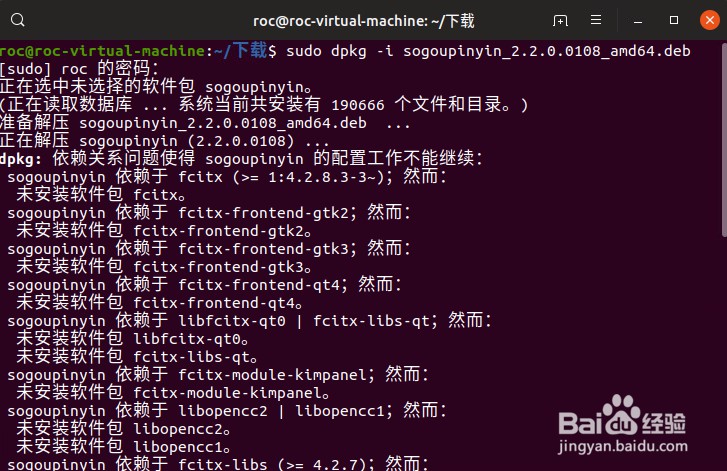 roc@roc-virtual-machine: ~/下载
roc@roc-virtual-machine:~/下载$ sudo dpkg -i sogoupinyin_2.2.0.0108_amd64.deb
[sudo] roc 的密码：
正在选中未选择的软件包 sogoupinyin。
(正在读取数据库 ... 系统当前共安装有 190666 个文件和目录。)
准备解压 sogoupinyin_2.2.0.0108_amd64.deb  ...
正在解压 sogoupinyin (2.2.0.0108) ...
dpkg: 依赖关系问题使得 sogoupinyin 的配置工作不能继续：
 sogoupinyin 依赖于 fcitx (>= 1:4.2.8.3-3~)；然而：
  未安装软件包 fcitx。
 sogoupinyin 依赖于 fcitx-frontend-gtk2；然而：
  未安装软件包 fcitx-frontend-gtk2。
 sogoupinyin 依赖于 fcitx-frontend-gtk3；然而：
  未安装软件包 fcitx-frontend-gtk3。
 sogoupinyin 依赖于 fcitx-frontend-qt4；然而：
  未安装软件包 fcitx-frontend-qt4。
 sogoupinyin 依赖于 libfcitx-qt0 | fcitx-libs-qt；然而：
  未安装软件包 libfcitx-qt0。
  未安装软件包 fcitx-libs-qt。
 sogoupinyin 依赖于 fcitx-module-kimpanel；然而：
  未安装软件包 fcitx-module-kimpanel。
 sogoupinyin 依赖于 libopencc2 | libopencc1；然而：
  未安装软件包 libopencc2。
  未安装软件包 libopencc1。
 sogoupinyin 依赖于 fcitx-libs (>= 4.2.7)；然而：
Baidu 经验
jingyan.baidu.com